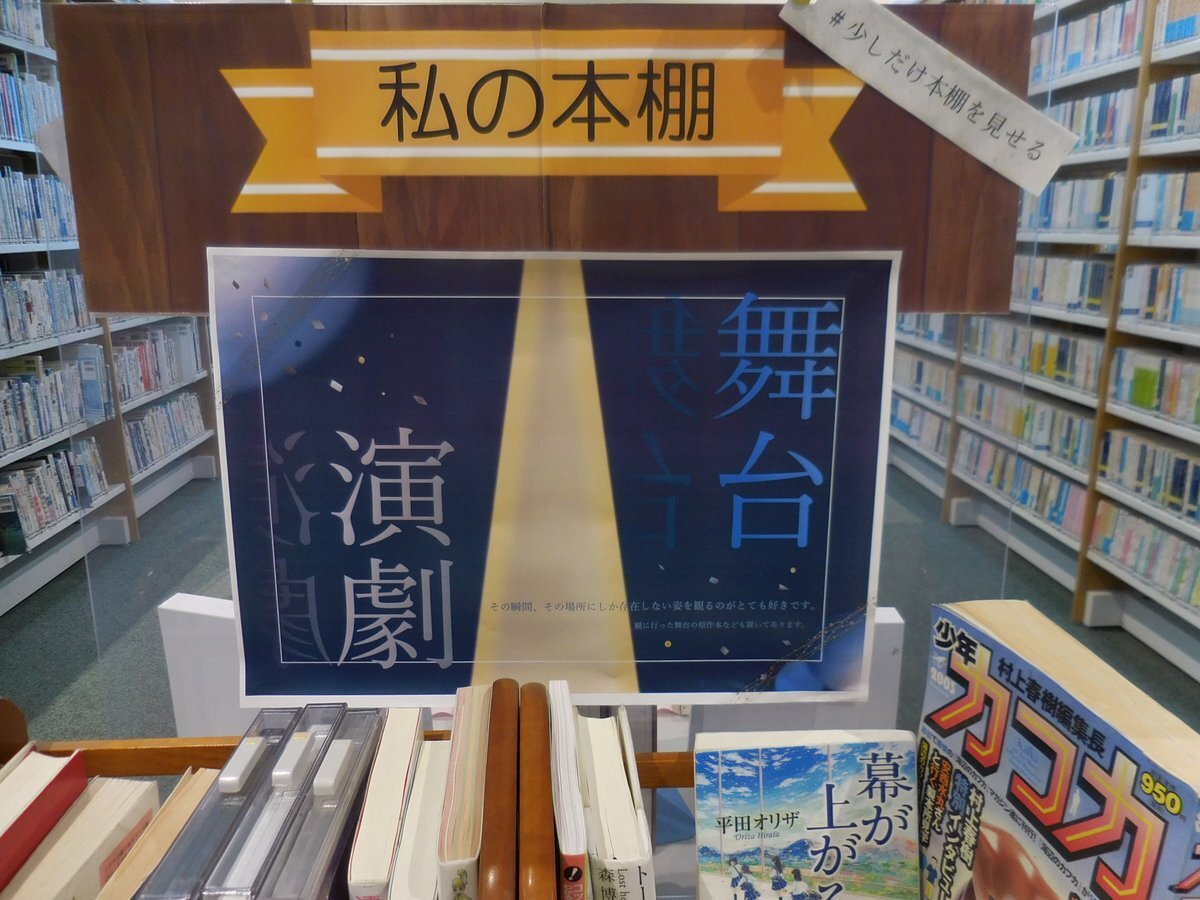 私の本棚
#少しだけ本棚を見せる
舞台
演劇
その瞬間、その場所にしか存在しない姿を観るのがとても好きです。
観に行った舞台の原作本なども置いてあります。
幕が
上がる
平田オリザ
Oriza Hirata
少年
カフカ
村上春樹編集長
2003
950
Lost he
森 博
トー